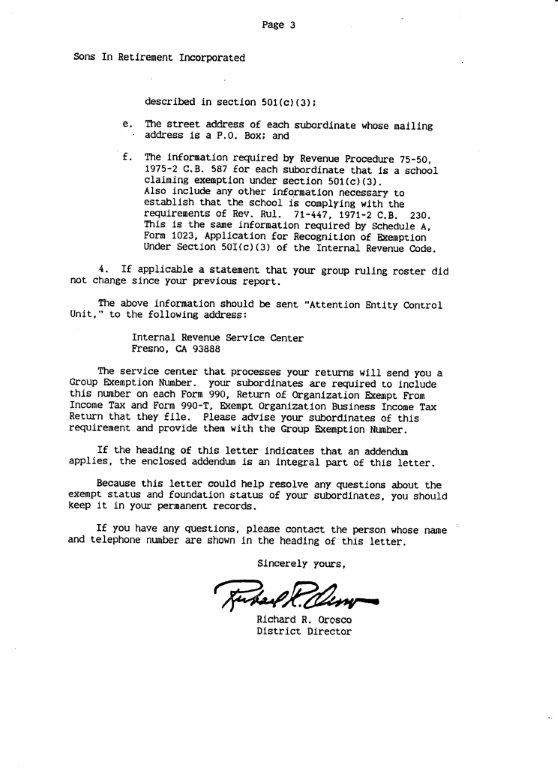 Page 3
Sons In Retirement Incorporated
described in section 501(c)(3);
e. The street address of each subordinate whose mailing
address is a P.O. Box; and
f. The information required by Revenue Procedure 75-50,
1975-2 C.B. 587 for each subordinate that is a school
claiming exemption under section 501(c)(3).
Also include any other information necessary to
establish that the school is complying with the
requirements of Rev. Rul. 71-447, 1971-2 C.B. 230.
This is the same information required by Schedule A,
Form 1023, Application for Recognition of Exemption
Under Section 50I(c)(3) of the Internal Revenue Code.
4. If applicable a statement that your group ruling roster did
not change since your previous report.
The above information should be sent "Attention Entity Control
Unit," to the following address:
Internal Revenue Service Center
Fresno, CA 93888
The service center that processes your returns will send you a
Group Exemption Number. your subordinates are required to include
this number on each Form 990, Return of Organization Exempt From
Income Tax and Form 990-T, Exempt Organization Business Income Tax
Return that they file. Please advise your subordinates of this
requirement and provide them with the Group Exemption Number.
If the heading of this letter indicates that an addendum
applies, the enclosed addendum is an integral part of this letter.
Because this letter could help resolve any questions about the
exempt status and foundation status of your subordinates, you should
keep it in your permanent records.
If you have any questions, please contact the person whose name
and telephone number are shown in the heading of this letter.
Sincerely yours,
Richard R. Orosco
Richard R. Orosco
District Director